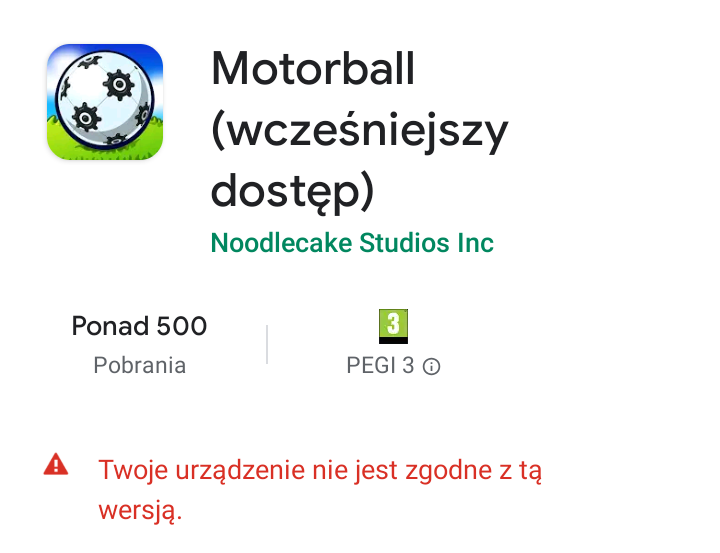 Motorball
(wcześniejszy
dostęp)
Noodlecake Studios Inc
Ponad 500
Pobrania
3
PEGI 3
Twoje urządzenie nie jest zgodne z tą
wersją.